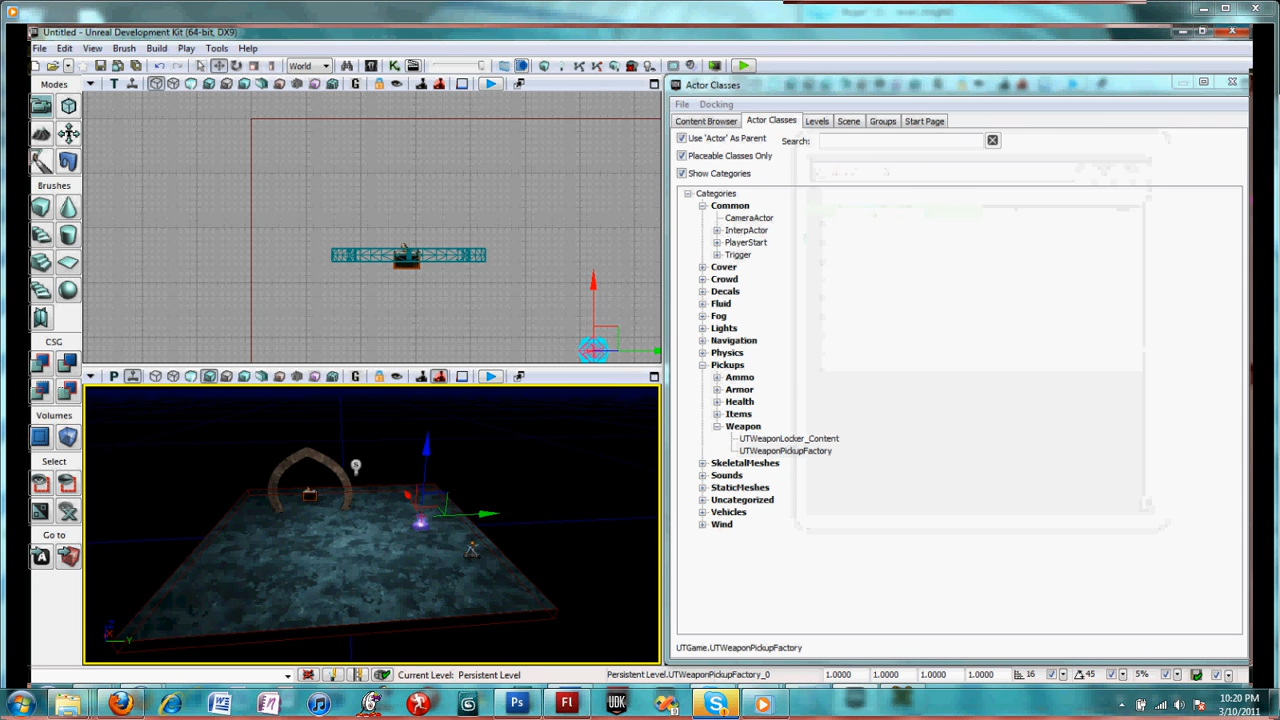 Untitled - Unreal Development Kit (64-bit, DX9)
File Edit View Brush Build Play Tools Help
World
Modes
T
G
Brushes
CSG
Volumes
Select
Go to
P
G
Actor Classes
File Docking
Content Browser Actor Classes Levels Scene Groups Start Page
Use 'Actor' As Parent Search:
Placeable Classes Only
Show Categories
Categories
Common
CameraActor
InterpActor
PlayerStart
Trigger
Cover
Crowd
Decals
Fluid
Fog
Lights
Navigation
Physics
Pickups
Ammo
Armor
Health
Items
Weapon
UTWeaponLocker_Content
UTWeaponPickupFactory
SkeletalMeshes
Sounds
StaticMeshes
Uncategorized
Vehicles
Wind
UTGame.UTWeaponPickupFactory
Current Level: Persistent Level
Persistent Level.UTWeaponPickupFactory_0 1.0000 1.0000 1.0000 1.0000 16 45 5%
Ps Fl UDK
10:20 PM
3/10/2011